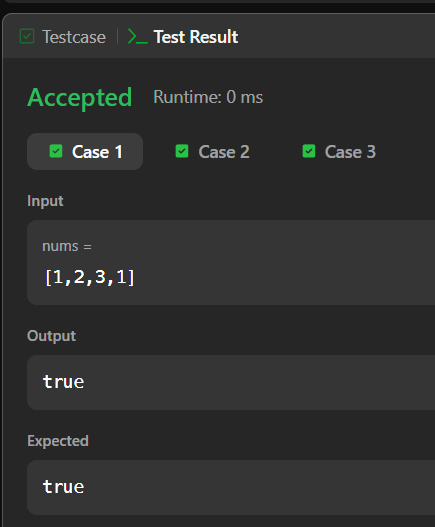 Testcase | >_ Test Result
Accepted Runtime: 0 ms
Case 1 Case 2 Case 3
Input
nums =
[1,2,3,1]
Output
true
Expected
true